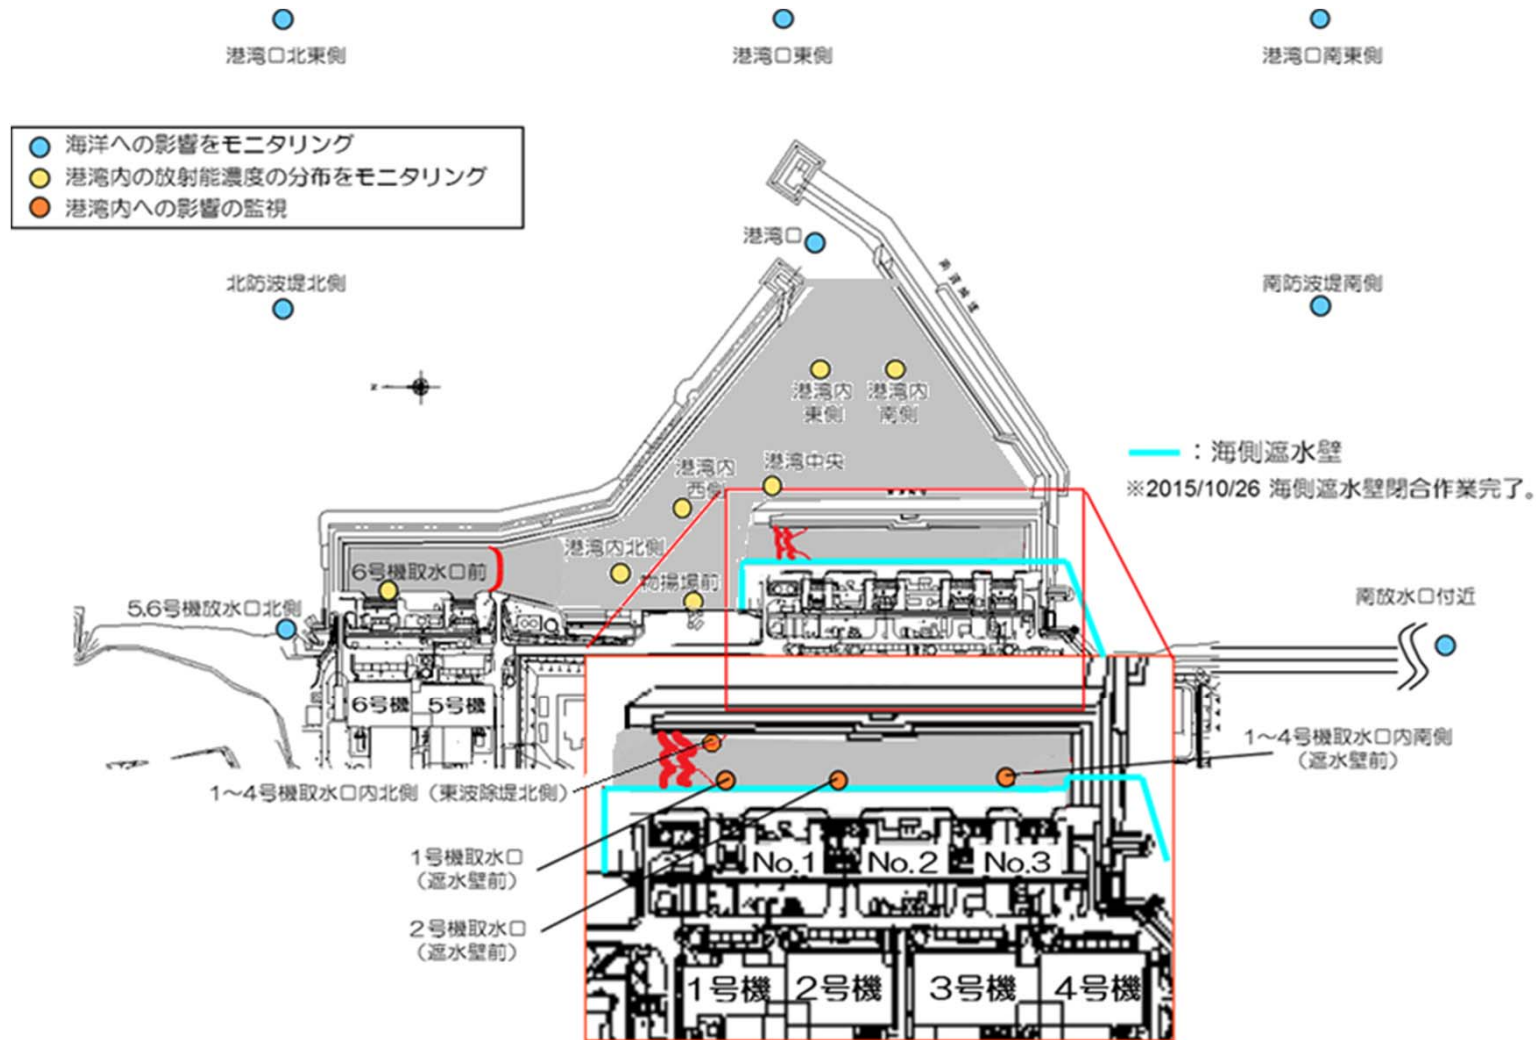 港湾口北東側
港湾口東側
港湾口南東側
海洋への影響をモニタリング
港湾内の放射能濃度の分布をモニタリング
港湾内への影響の監視
港湾口
北防波堤北側
南防波堤南側
港湾内
東側
港湾内
南側
港湾中央
港湾内
西側
:海側遮水壁
※2015/10/26 海側遮水壁閉合作業完了。
港湾内北側
6号機取水口前
物揚場前
5,6号機放水口北側
南放水口付近
6号機
5号機
1~4号機取水口内南側
(遮水壁前)
1~4号機取水口内北側(東波除堤北側)
1号機取水口
(遮水壁前)
No.1
No.2
No.3
2号機取水口
(遮水壁前)
1号機
2号機
3号機
4号機